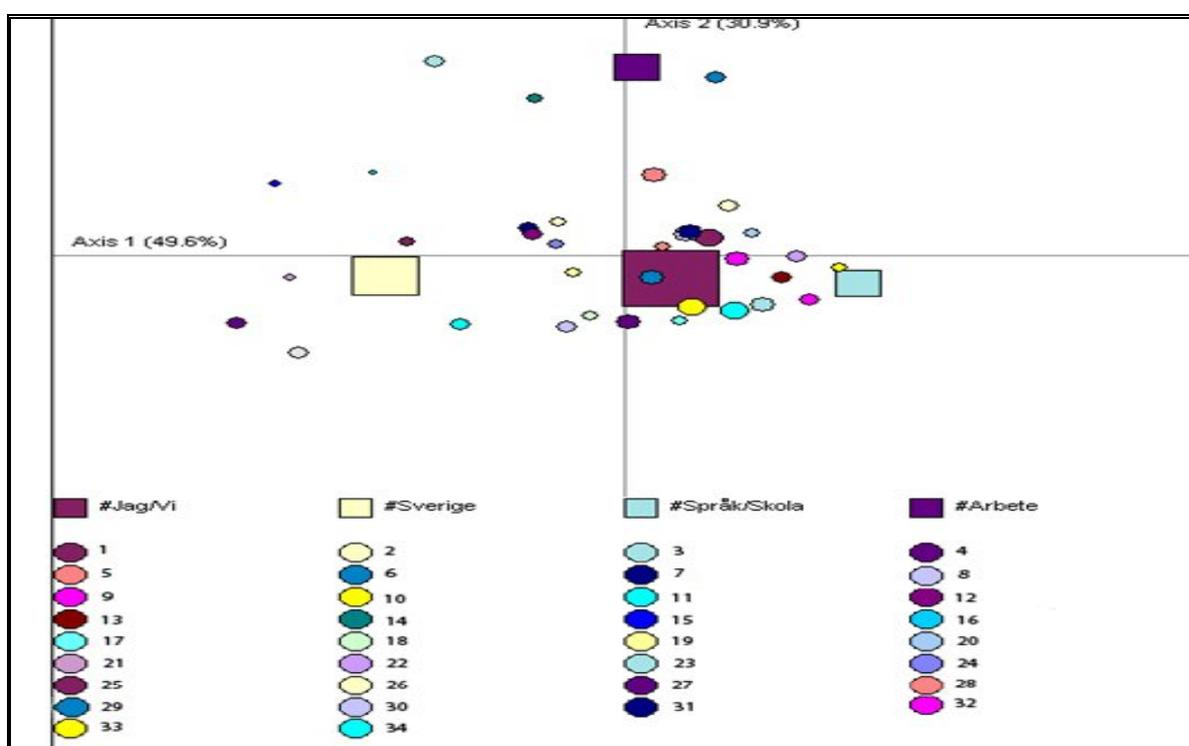 Axis 2 (30.9%)
Axis 1 (49.6%)
#Jag/Vi #Sverige #Språk/Skola #Arbete
1 2 3 4
5 6 7 8
9 10 11 12
13 14 15 16
17 18 19 20
21 22 23 24
25 26 27 28
29 30 31 32
33 34